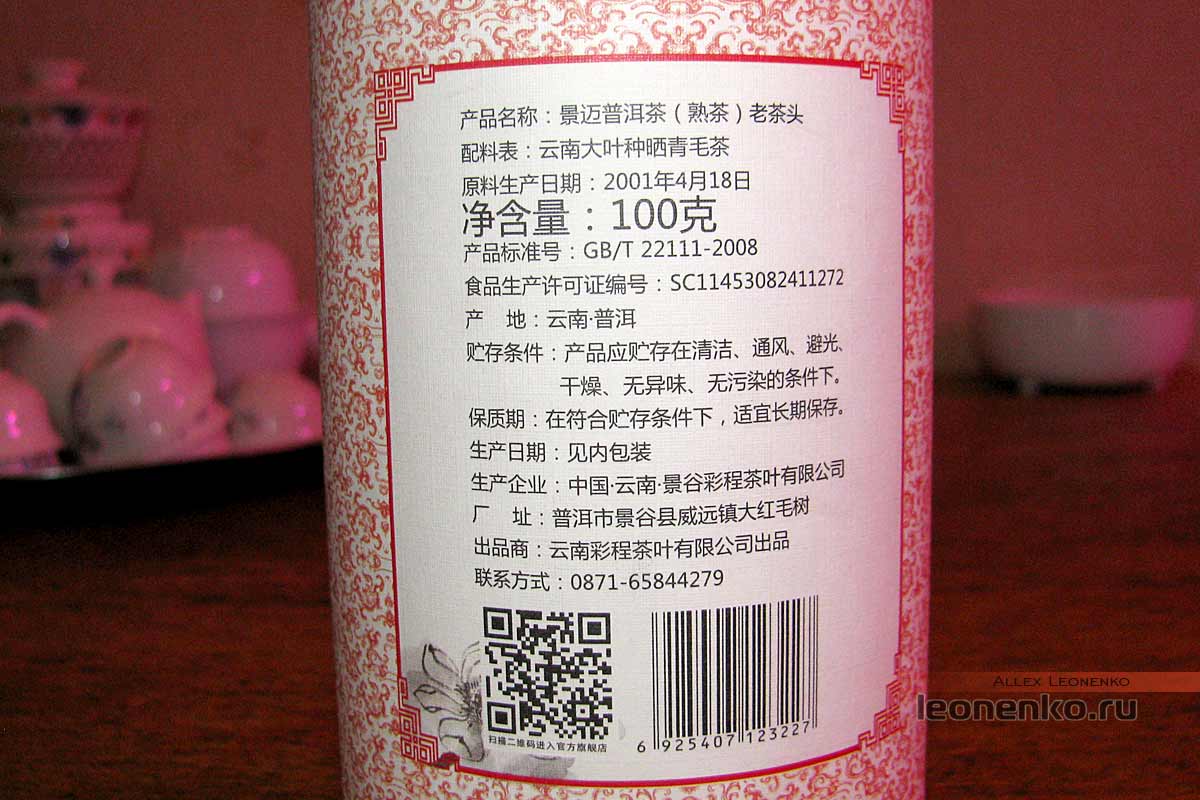 产品名称：景迈普洱茶（熟茶）老茶头
配料表：云南大叶种晒青毛茶
原料生产日期：2001年4月18日
净含量：100克
产品标准号：GB/T 22111-2008
食品生产许可证编号：SC11453082411272
产 地：云南·普洱
贮存条件：产品应贮存在清洁、通风、避光、
干燥、无异味、无污染的条件下。
保质期：在符合贮存条件下，适宜长期保存。
生产日期：见内包装
生产企业：中国·云南·景谷彩程茶叶有限公司
厂 址：普洱市景谷县威远镇大红毛树
出品商：云南彩程茶叶有限公司出品
联系方式：0871-65844279
扫描二维码进入官方旗舰店
6 925407 123227
Allex Leonenko
leonenko.ru